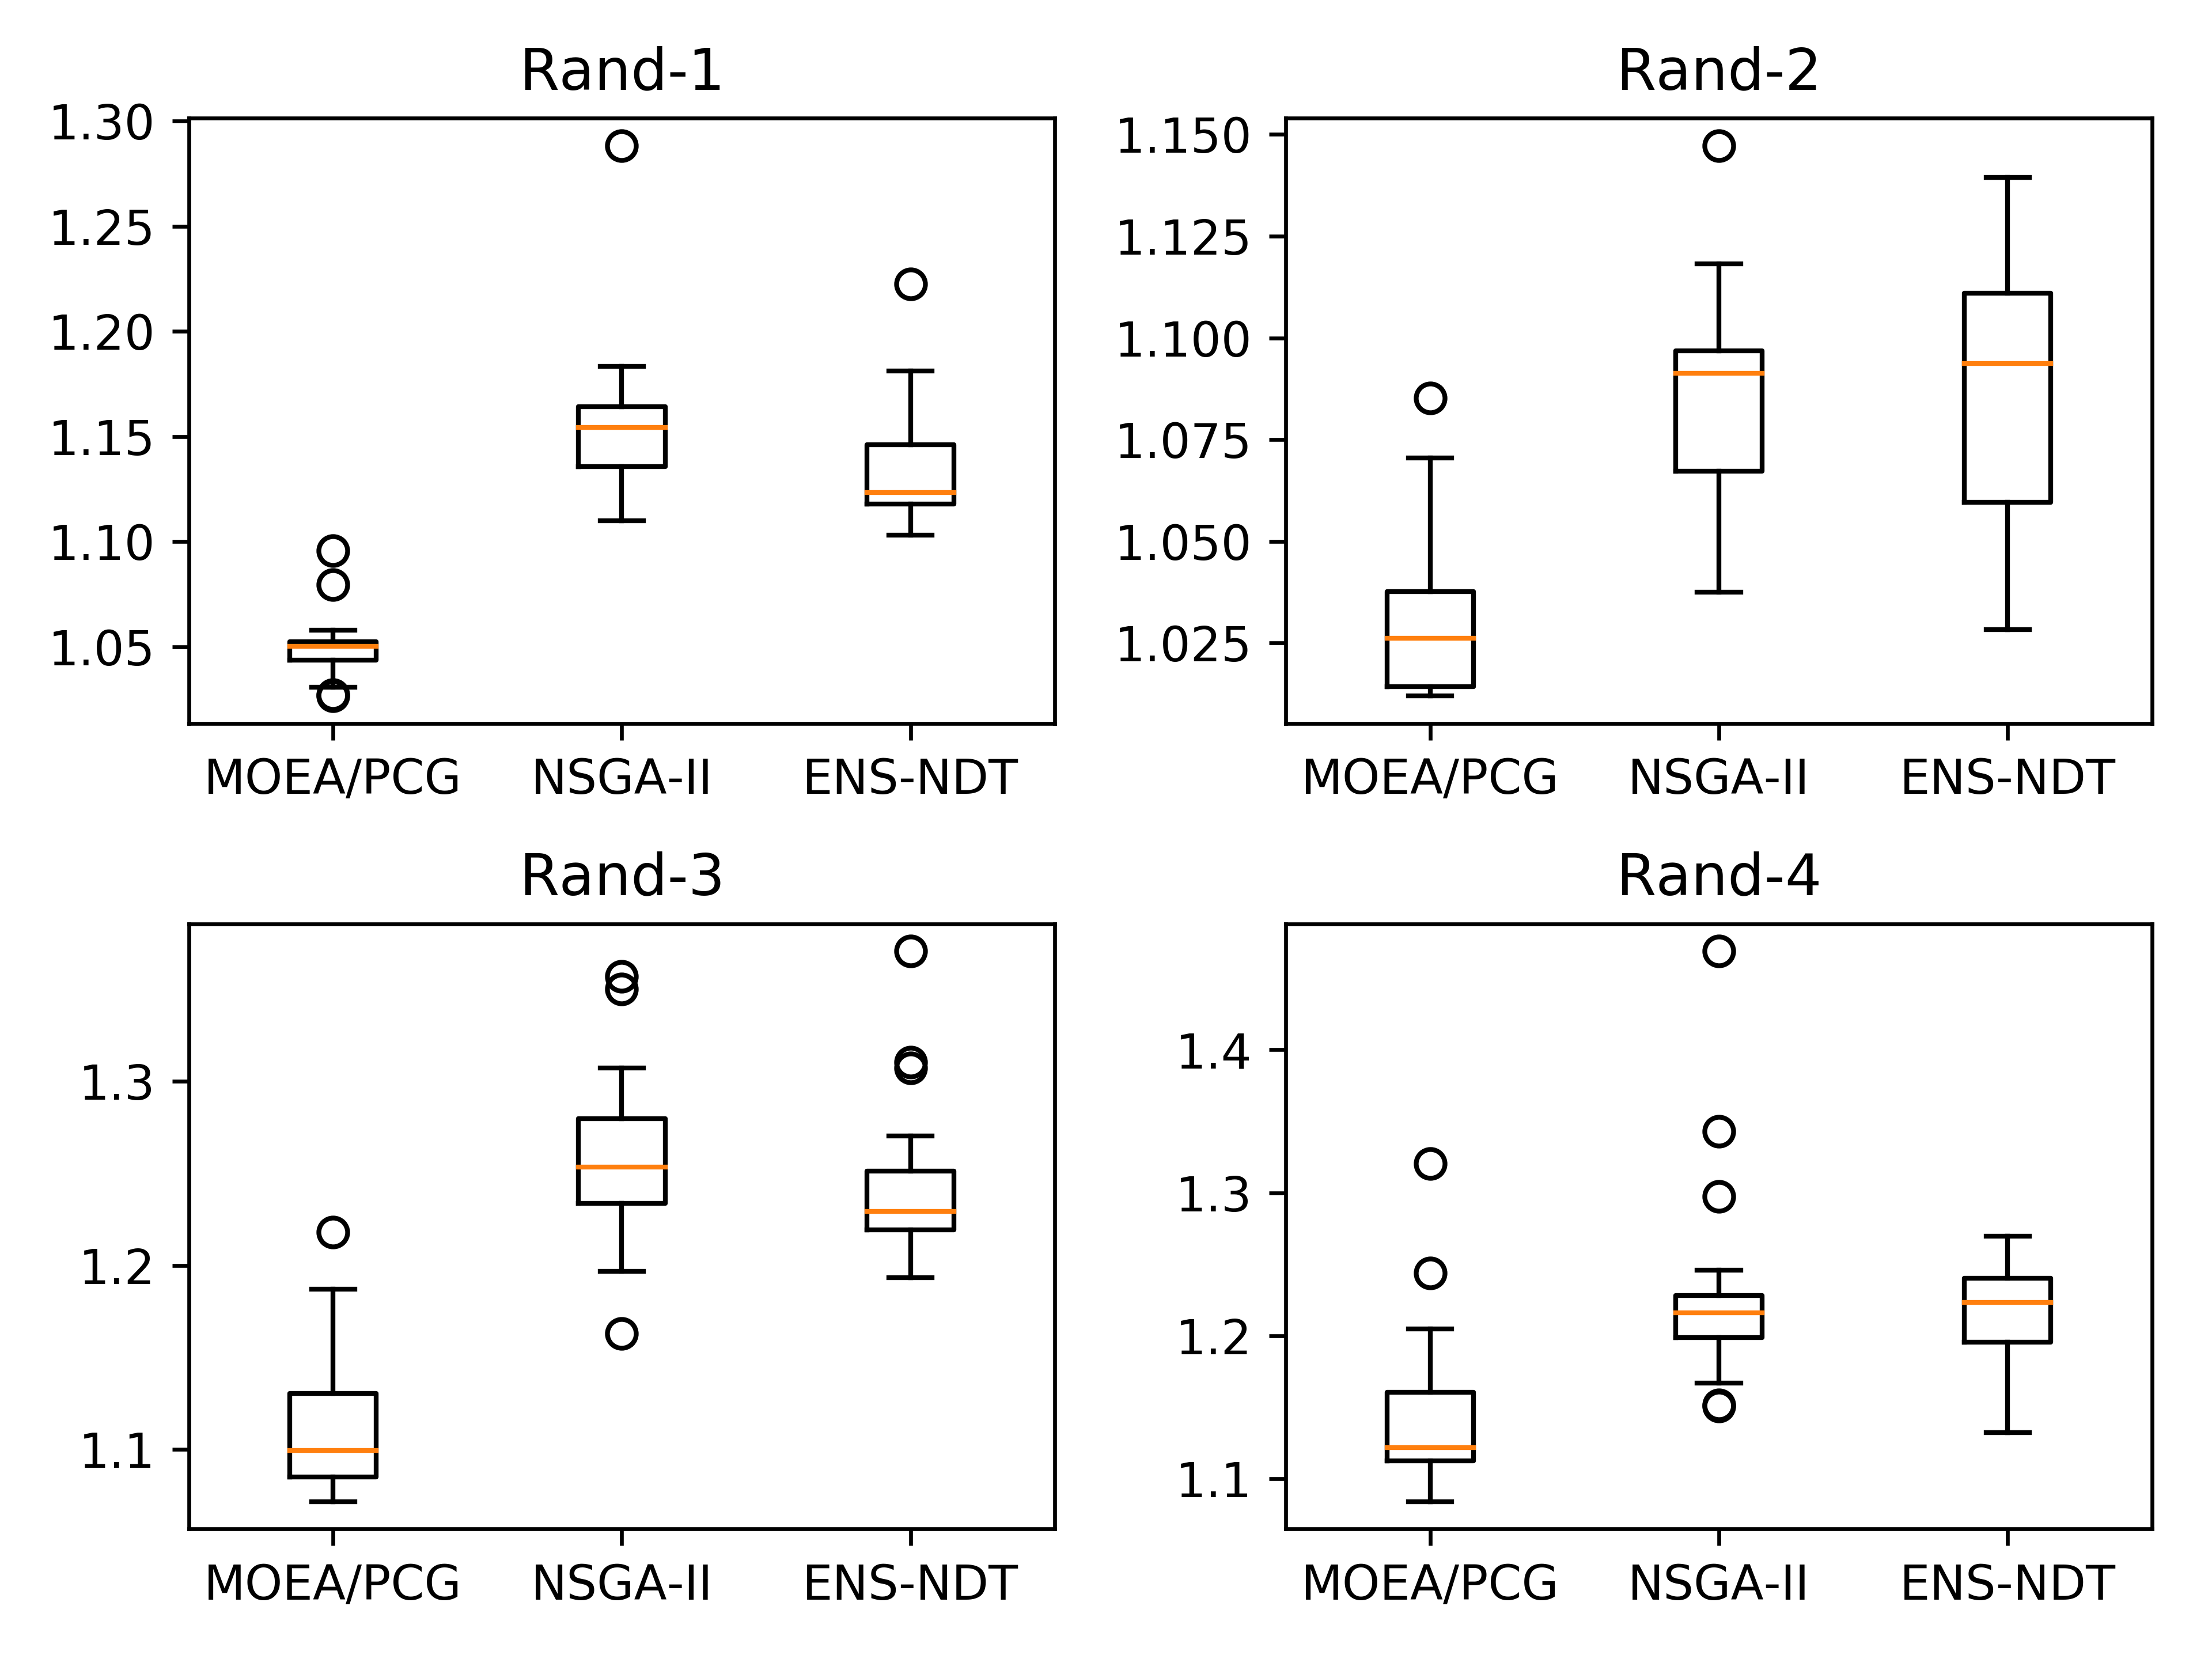 Rand-1
1.30
1.25
1.20
1.15
1.10
1.05
MOEA/PCG NSGA-II ENS-NDT
Rand-2
1.150
1.125
1.100
1.075
1.050
1.025
MOEA/PCG NSGA-II ENS-NDT
Rand-3
1.3
1.2
1.1
MOEA/PCG NSGA-II ENS-NDT
Rand-4
1.4
1.3
1.2
1.1
MOEA/PCG NSGA-II ENS-NDT